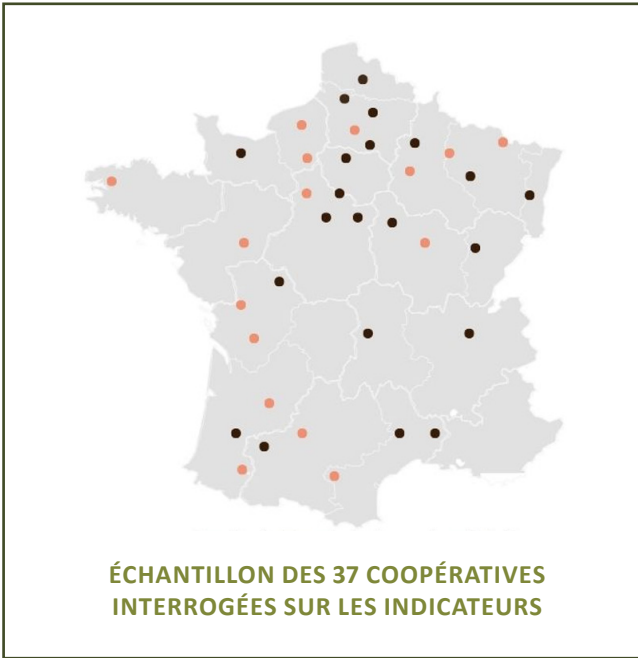 ÉCHANTILLON DES 37 COOPÉRATIVES
INTERROGÉES SUR LES INDICATEURS